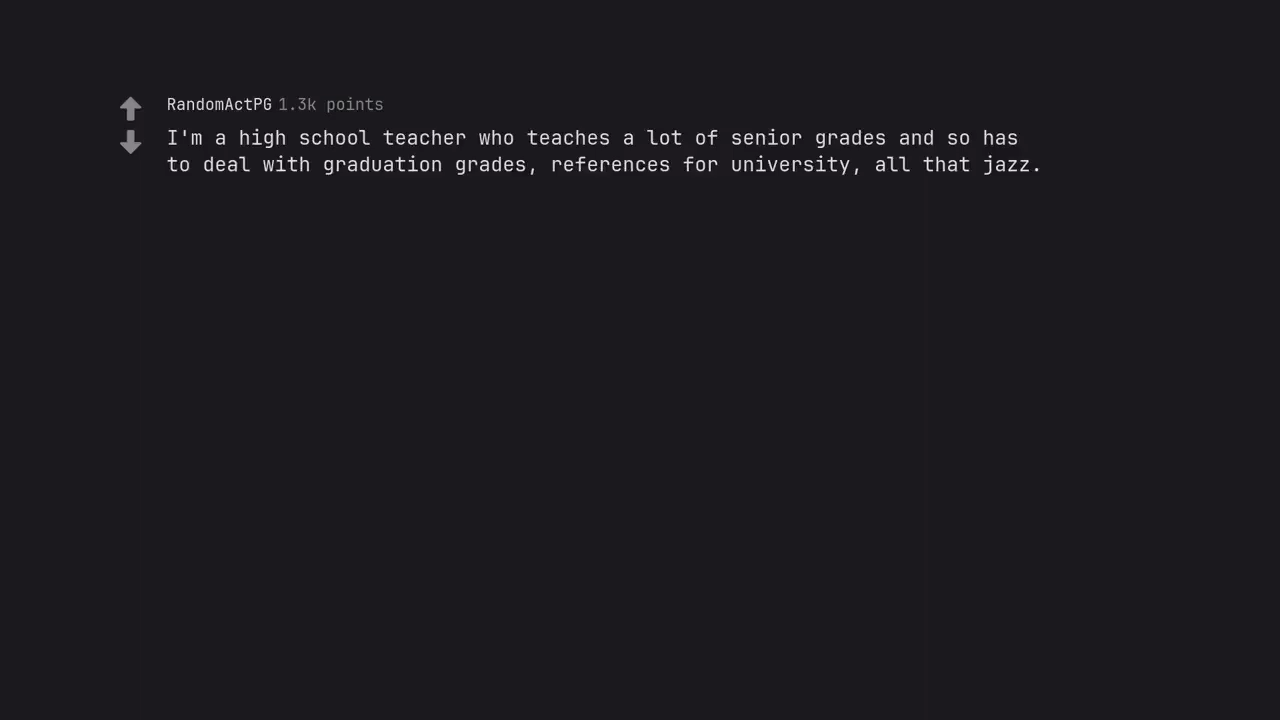 RandomActPG 1.3k points
I'm a high school teacher who teaches a lot of senior grades and so has
to deal with graduation grades, references for university, all that jazz.